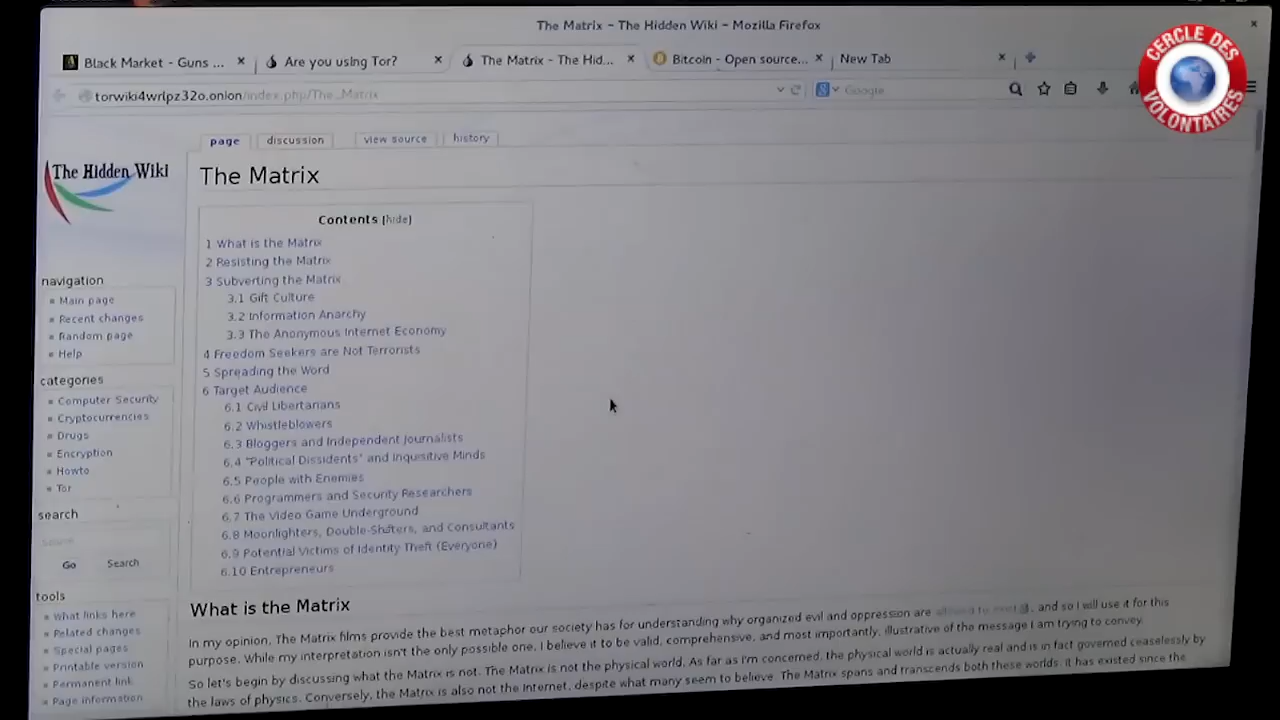 The Matrix - The Hidden Wiki - Mozilla Firefox
Black Market - Guns ...
Are you using Tor?
The Matrix - The Hid...
Bitcoin - Open source...
New Tab
CERCLE DES VOLONTAIRES
torwiki4wrlpz32o.onion/index.php/The_Matrix
Google
page
discussion
view source
history
The Hidden Wiki
The Matrix
Contents [hide]
1 What is the Matrix
2 Resisting the Matrix
3 Subverting the Matrix
3.1 Gift Culture
3.2 Information Anarchy
3.3 The Anonymous Internet Economy
4 Freedom Seekers are Not Terrorists
5 Spreading the Word
6 Target Audience
6.1 Civil Libertarians
6.2 Whistleblowers
6.3 Bloggers and Independent Journalists
6.4 "Political Dissidents" and Inquisitive Minds
6.5 People with Enemies
6.6 Programmers and Security Researchers
6.7 The Video Game Underground
6.8 Moonlighters, Double-Shifters, and Consultants
6.9 Potential Victims of Identity Theft (Everyone)
6.10 Entrepreneurs
navigation
Main page
Recent changes
Random page
Help
categories
Computer Security
Cryptocurrencies
Drugs
Encryption
Howto
Tor
search
Go
Search
tools
What links here
Related changes
Special pages
Printable version
Permanent link
Page information
What is the Matrix
In my opinion, The Matrix films provide the best metaphor our society has for understanding why organized evil and oppression are , and so I will use it for this
purpose. While my interpretation isn't the only possible one, I believe it to be valid, comprehensive, and most importantly, illustrative of the message I am trying to convey.
So let's begin by discussing what the Matrix is not. The Matrix is not the physical world. As far as I'm concerned, the physical world is actually real and is in fact governed ceaselessly by
the laws of physics. Conversely, the Matrix is also not the Internet, despite what many seem to believe. The Matrix spans and transcends both these worlds. It has existed since the